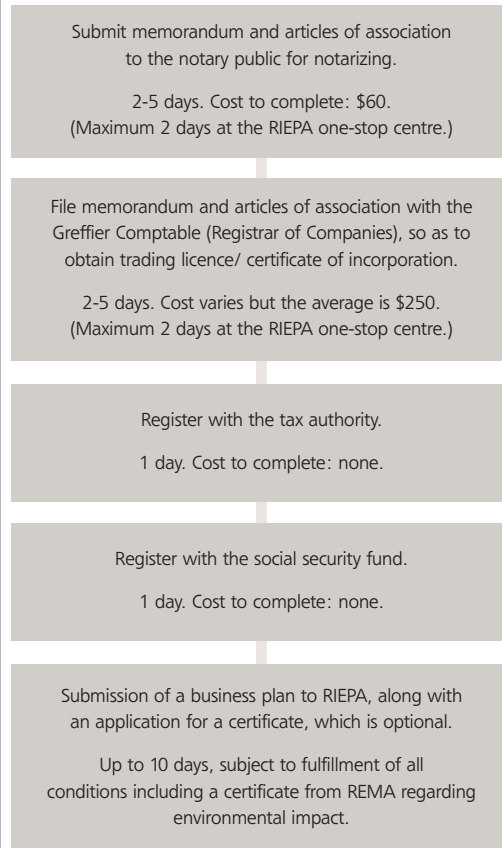 Submit memorandum and articles of association
to the notary public for notarizing.
2-5 days. Cost to complete: $60.
(Maximum 2 days at the RIEPA one-stop centre.)
File memorandum and articles of association with the
Greffier Comptable (Registrar of Companies), so as to
obtain trading licence/ certificate of incorporation.
2-5 days. Cost varies but the average is $250.
(Maximum 2 days at the RIEPA one-stop centre.)
Register with the tax authority.
1 day. Cost to complete: none.
Register with the social security fund.
1 day. Cost to complete: none.
Submission of a business plan to RIEPA, along with
an application for a certificate, which is optional.
Up to 10 days, subject to fulfillment of all
conditions including a certificate from REMA regarding
environmental impact.